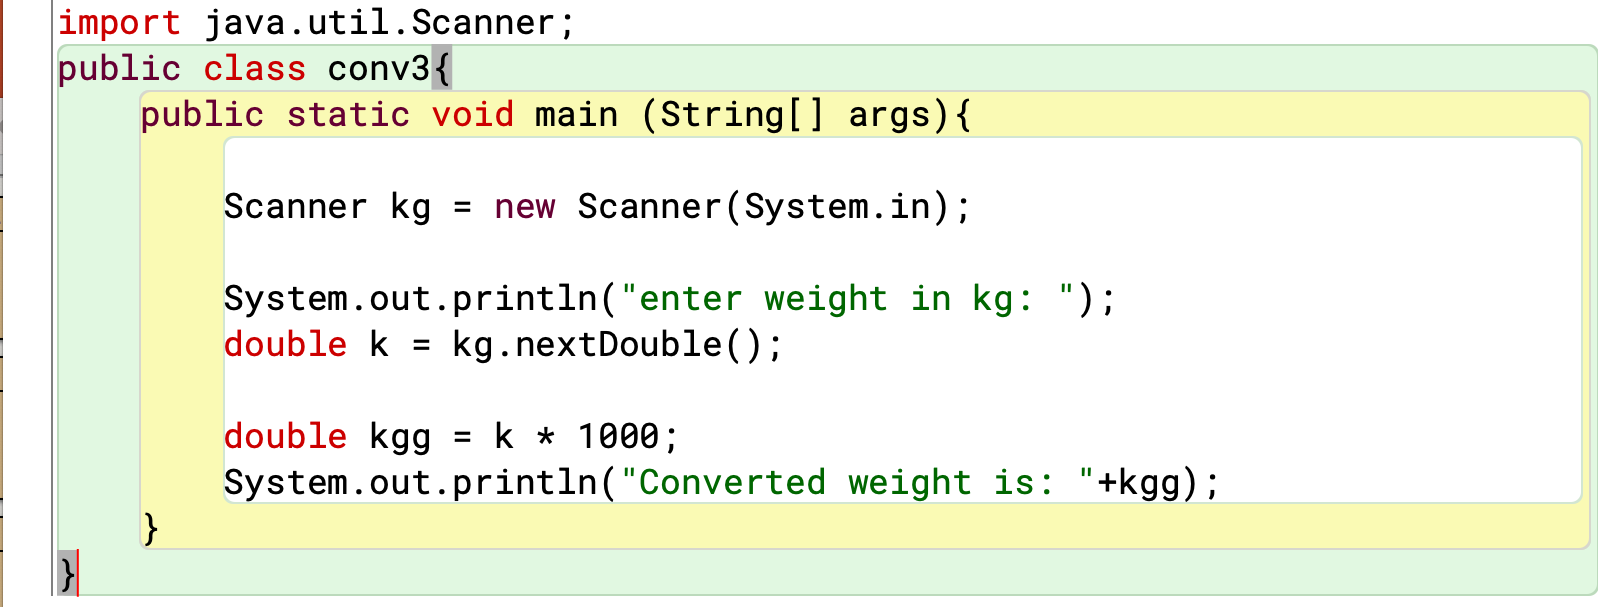 import java.util.Scanner;
public class conv3{
public static void main (String[] args){
Scanner kg = new Scanner(System.in);
System.out.println("enter weight in kg: ");
double k = kg.nextDouble();
double kgg = k * 1000;
System.out.println("Converted weight is: "+kgg);
}
}